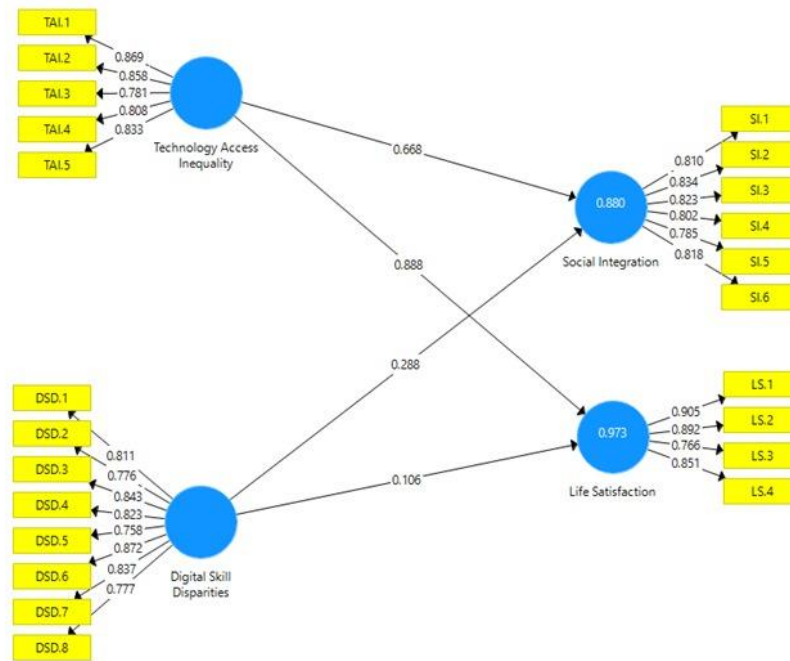 TAI.1
TAI.2
TAI.3
TAI.4
TAI.5
0.869
0.858
0.781
0.808
0.833
Technology Access
Inequality
0.668
0.888
0.288
0.106
SI.1
SI.2
SI.3
SI.4
SI.5
SI.6
0.810
0.834
0.823
0.802
0.785
0.818
0.880
Social Integration
DSD.1
DSD.2
DSD.3
DSD.4
DSD.5
DSD.6
DSD.7
DSD.8
0.811
0.776
0.843
0.823
0.758
0.872
0.837
0.777
Digital Skill
Disparities
LS.1
LS.2
LS.3
LS.4
0.905
0.892
0.766
0.851
0.973
Life Satisfaction